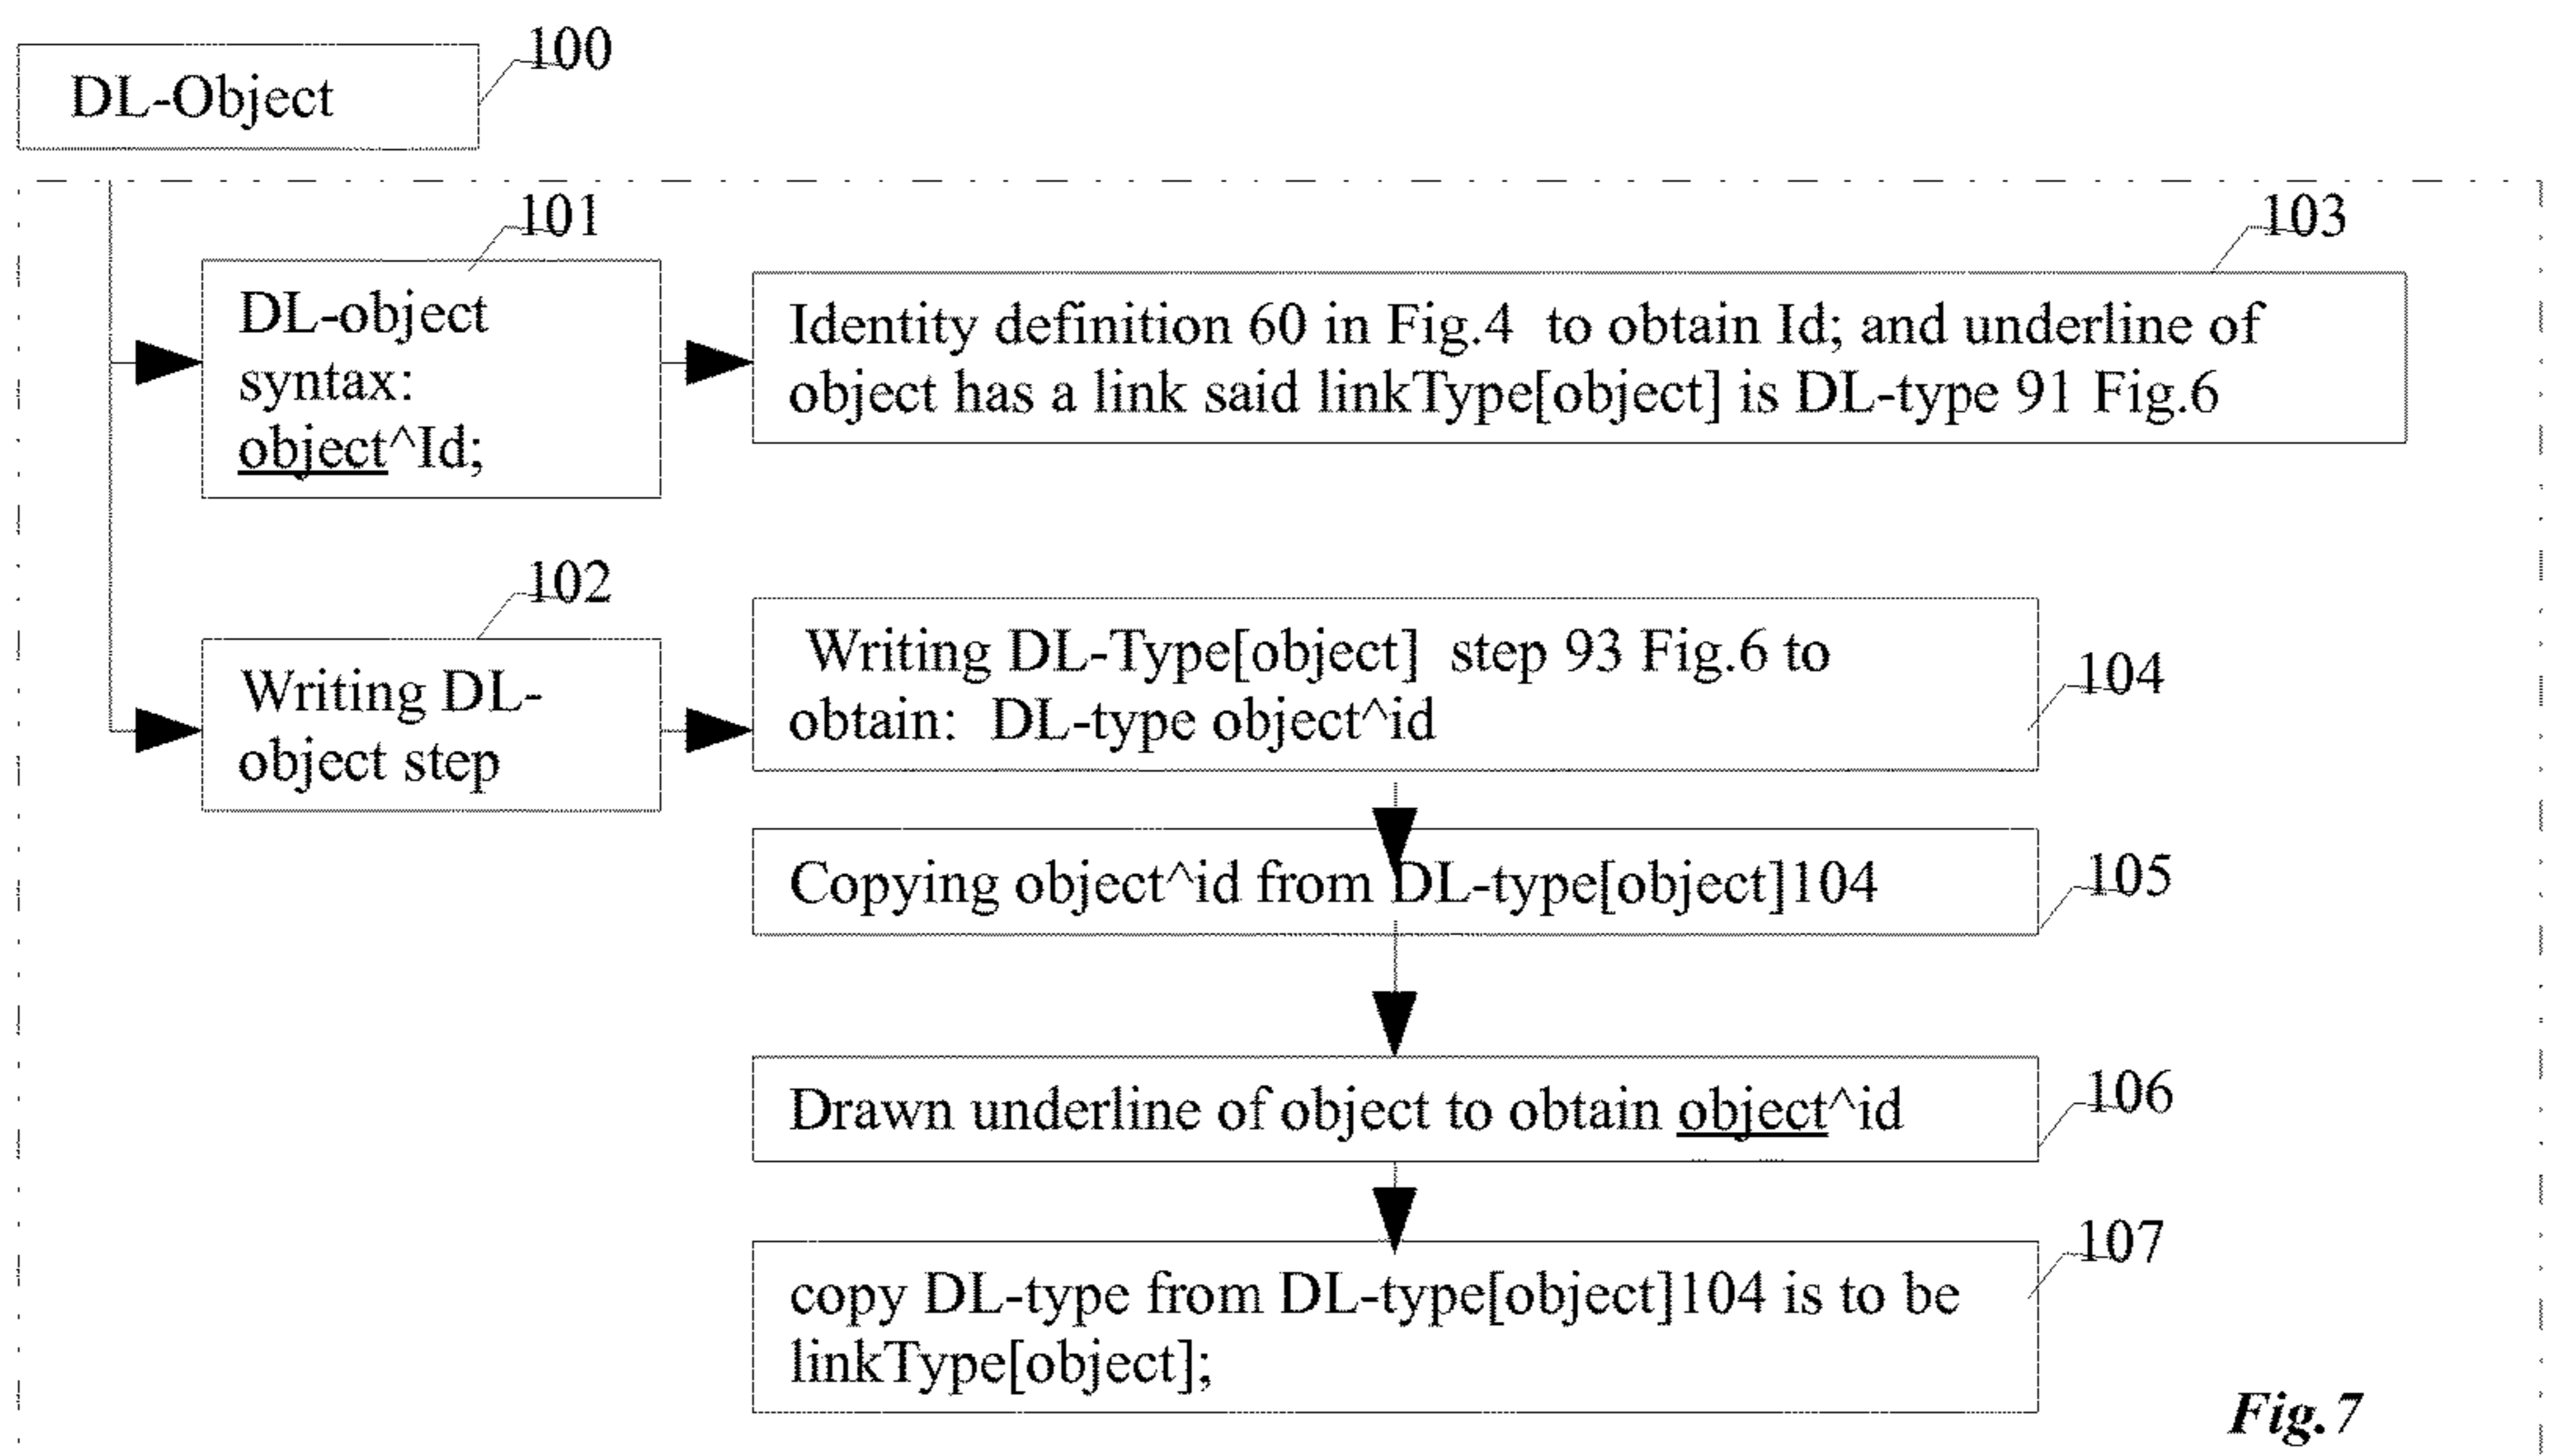 100
DL-Object
101
103
DL-object
syntax:
object^Id;
Identity definition 60 in Fig.4 to obtain Id; and underline of
object has a link said linkType[object] is DL-type 91 Fig.6
102
Writing DL-
object step
Writing DL-Type[object] step 93 Fig.6 to
obtain: DL-type object^id
104
Copying object^id from DL-type[object]104
105
Drawn underline of object to obtain object^id
106
107
copy DL-type from DL-type[object]104 is to be
linkType[object];
Fig.7